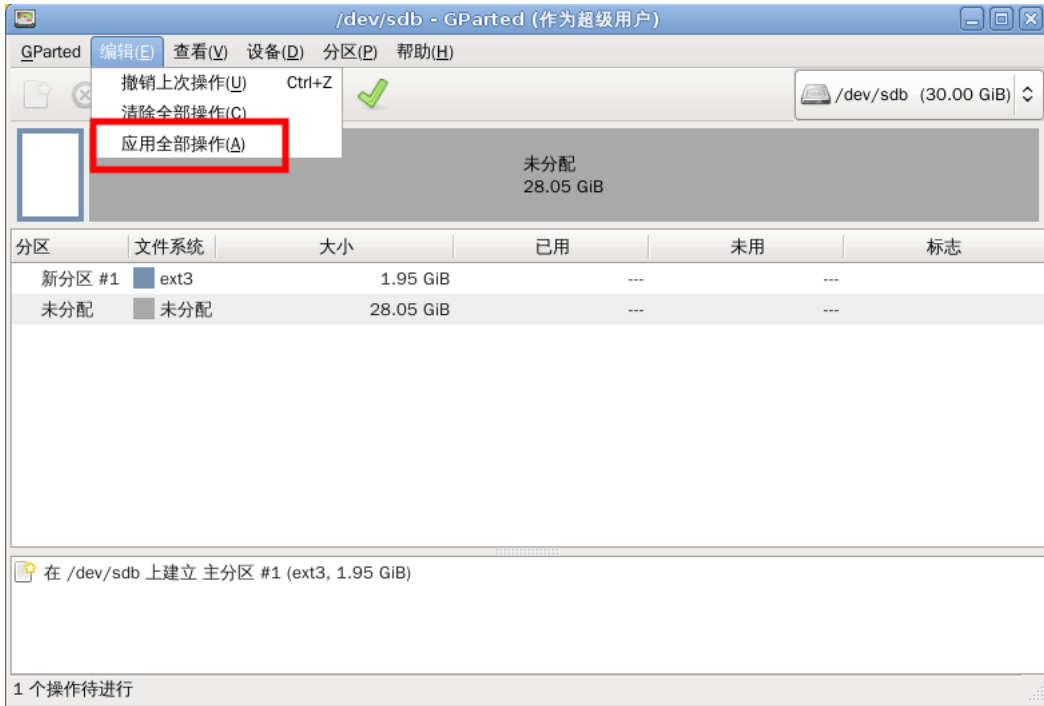 /dev/sdb - GParted (作为超级用户)
GParted 编辑(E) 查看(V) 设备(D) 分区(P) 帮助(H)
撤销上次操作(U) Ctrl+Z
清除全部操作(C)
应用全部操作(A)
/dev/sdb (30.00 GiB)
未分配
28.05 GiB
分区 文件系统 大小 已用 未用 标志
新分区 #1 ext3 1.95 GiB --- ---
未分配 未分配 28.05 GiB --- ---
在 /dev/sdb 上建立 主分区 #1 (ext3, 1.95 GiB)
1 个操作待进行